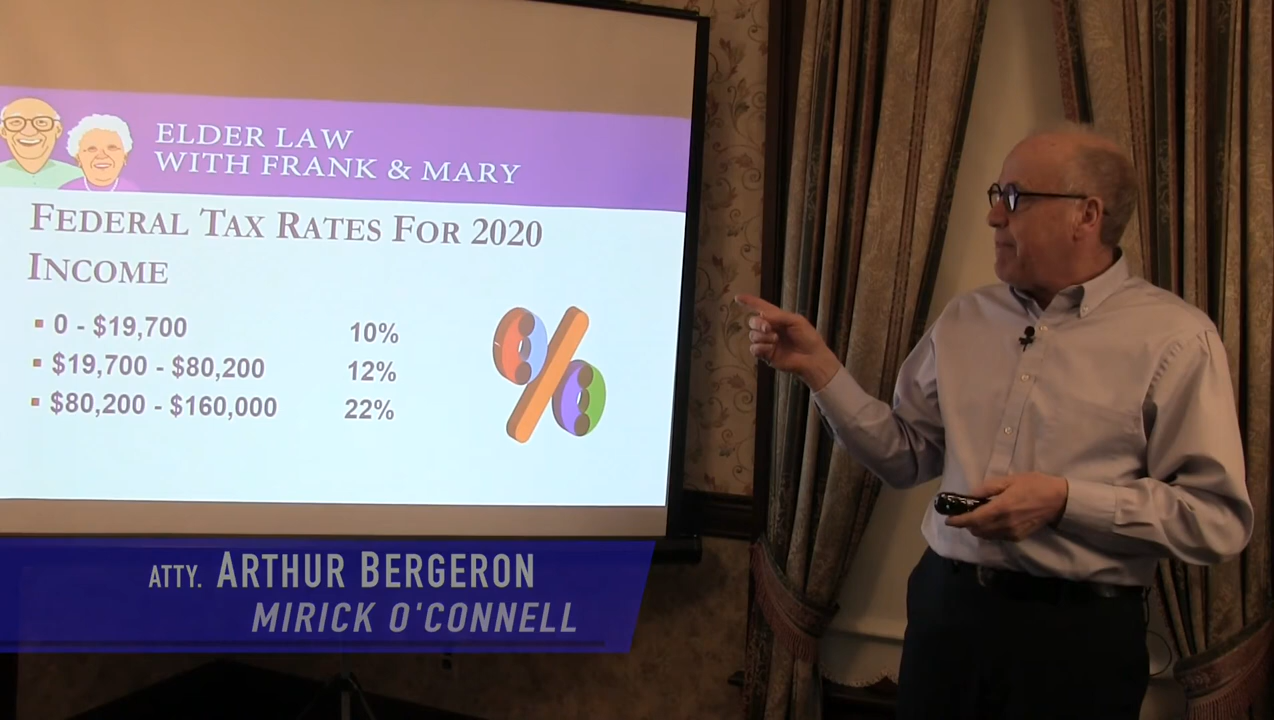 ELDER LAW
WITH FRANK & MARY
FEDERAL TAX RATES FOR 2020
INCOME
▪ 0 - $19,700 10%
▪ $19,700 - $80,200 12%
▪ $80,200 - $160,000 22%
%
ATTY. ARTHUR BERGERON
MIRICK O'CONNELL